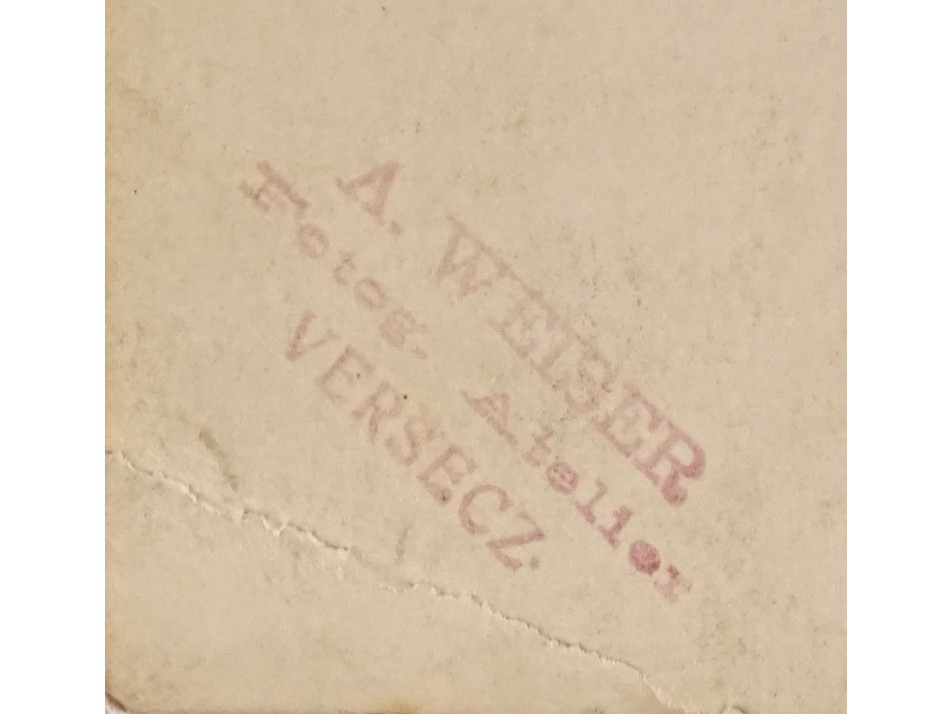 A. WEISER
Fotog. Atelier
VERSECZ